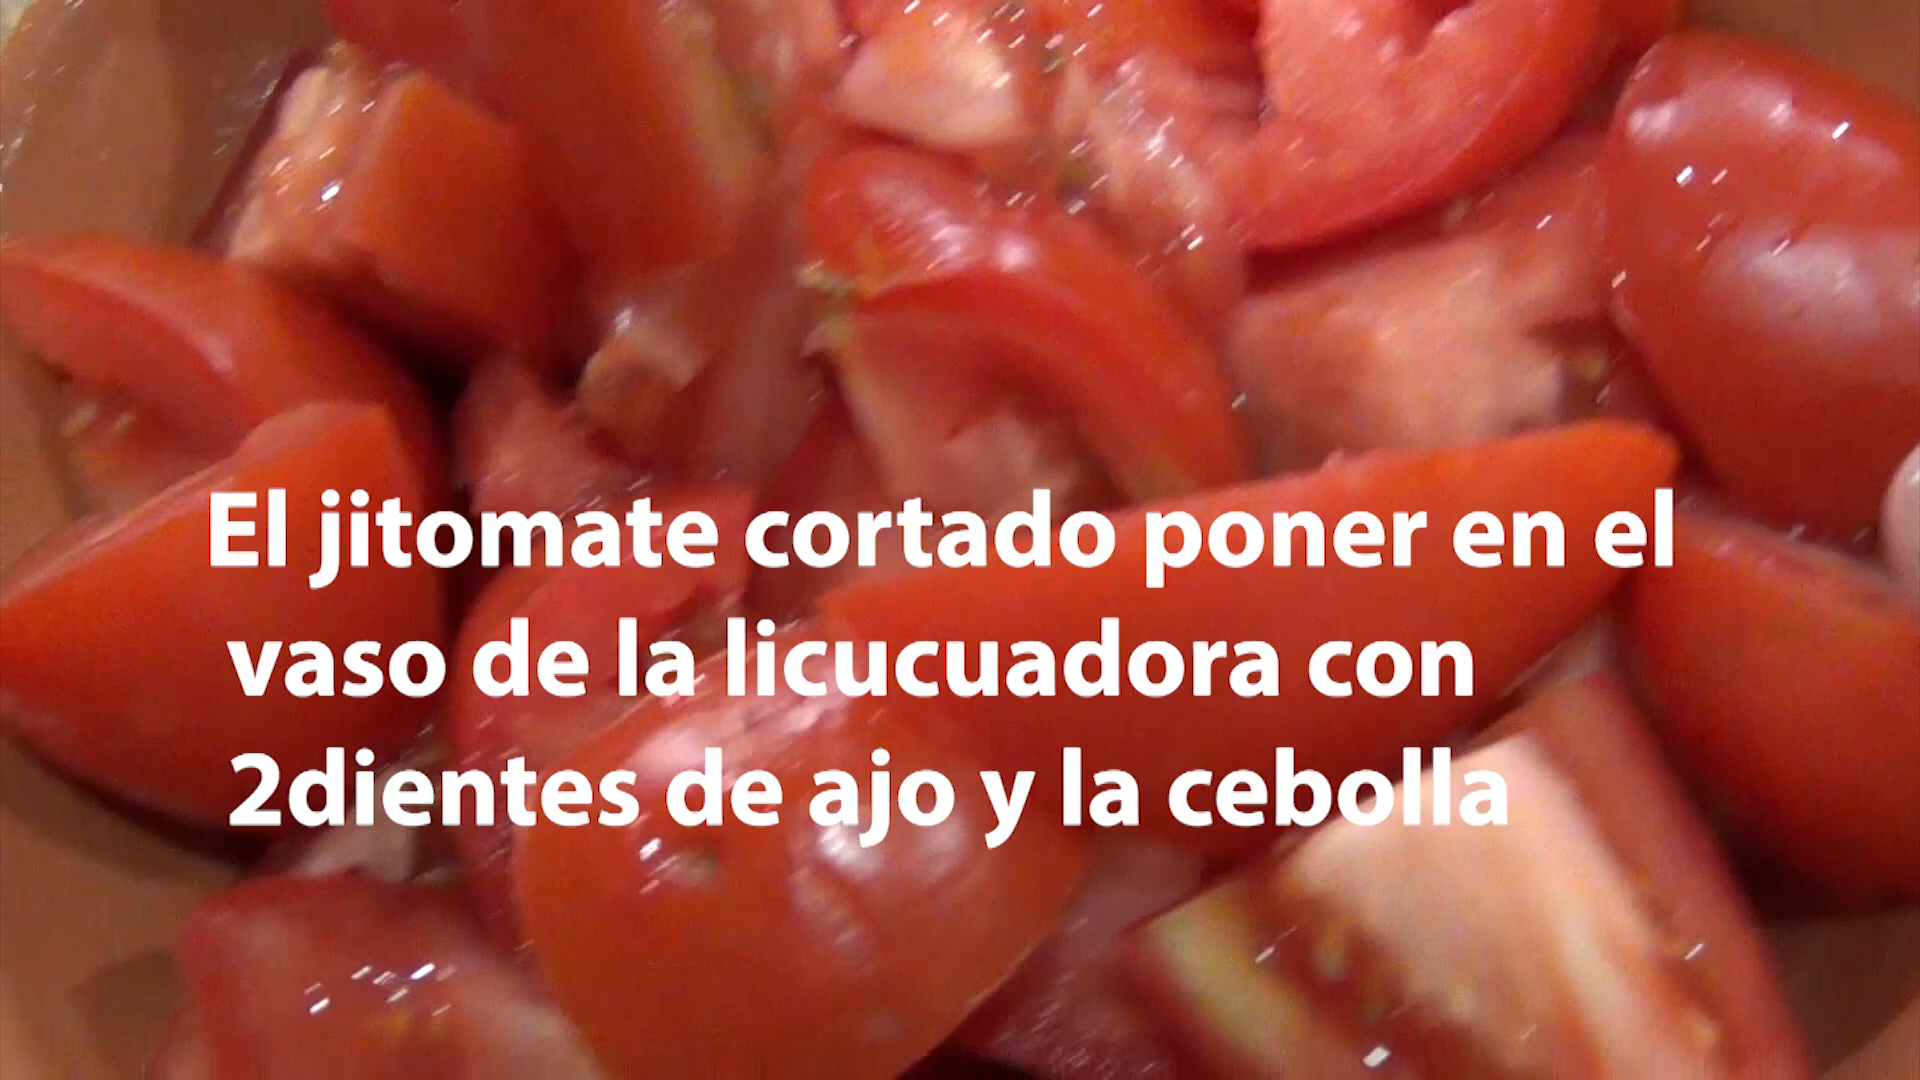 El jitomate cortado poner en el
vaso de la licucuadora con
2dientes de ajo y la cebolla